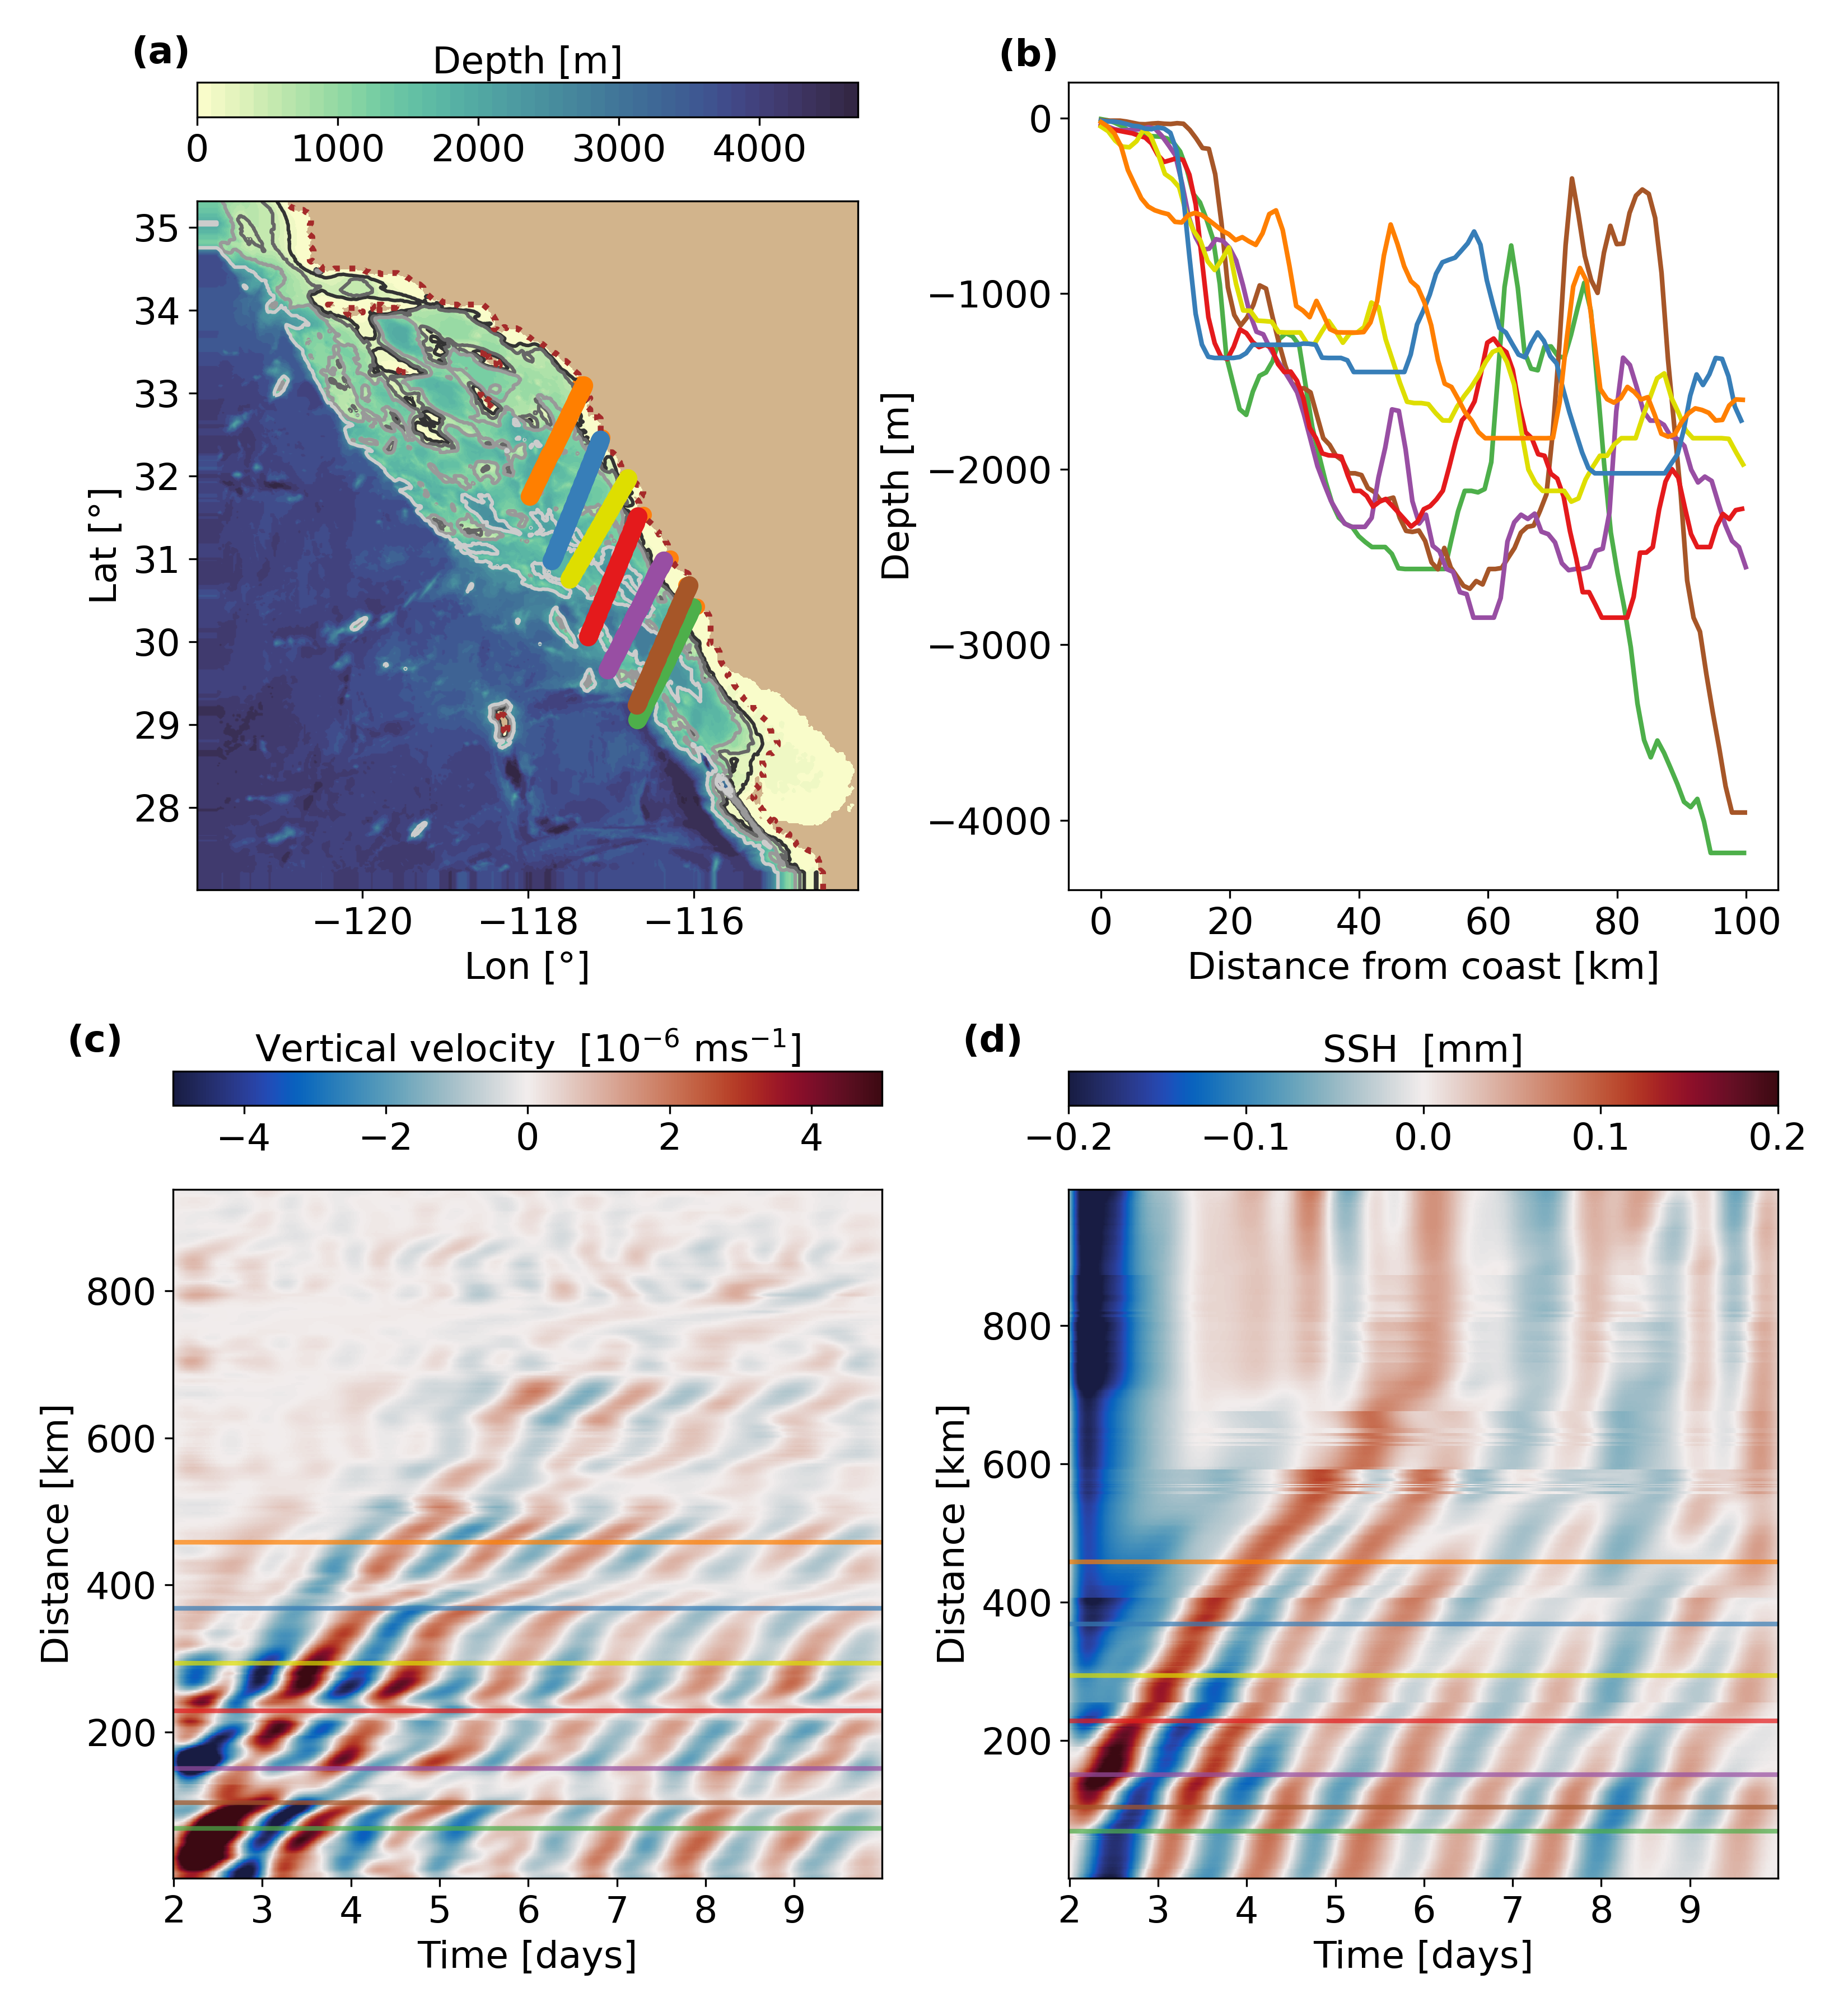 (a)
Depth [m]
0 1000 2000 3000 4000
35
34
33
32
31
30
29
28
Lat [°]
−120 −118 −116
Lon [°]
(b)
0
−1000
−2000
−3000
−4000
Depth [m]
0 20 40 60 80 100
Distance from coast [km]
(c)
Vertical velocity [10⁻⁶ ms⁻¹]
−4 −2 0 2 4
800
600
400
200
Distance [km]
2 3 4 5 6 7 8 9
Time [days]
(d)
SSH [mm]
−0.2 −0.1 0.0 0.1 0.2
800
600
400
200
Distance [km]
2 3 4 5 6 7 8 9
Time [days]